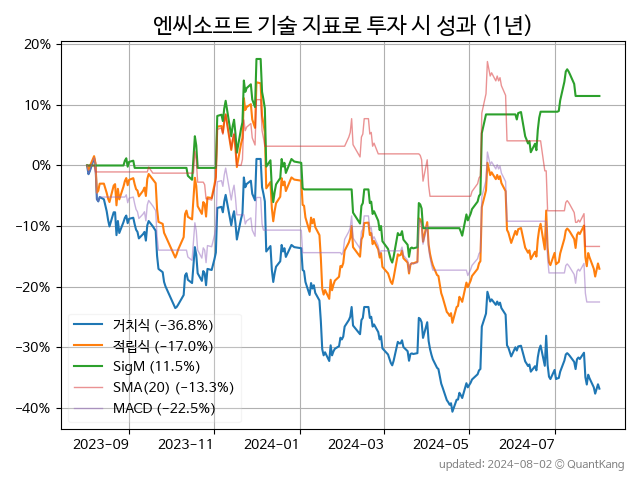 엔씨소프트 기술 지표로 투자 시 성과 (1년)
20%
10%
0%
−10%
−20%
−30%
−40%
거치식 (−36.8%)
적립식 (−17.0%)
SigM (11.5%)
SMA(20) (−13.3%)
MACD (−22.5%)
2023-09 2023-11 2024-01 2024-03 2024-05 2024-07
updated: 2024-08-02 © QuantKang